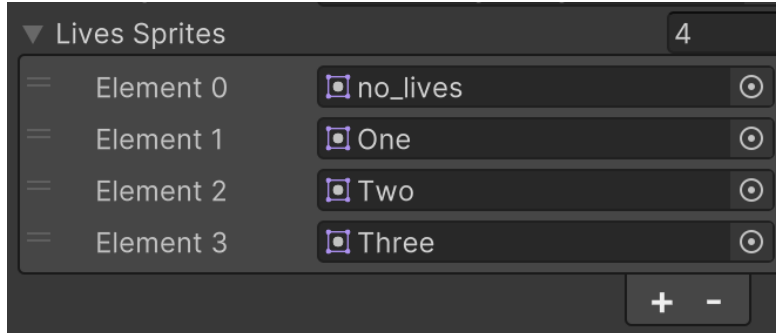 Lives Sprites 4
Element 0 no_lives
Element 1 One
Element 2 Two
Element 3 Three
+ -